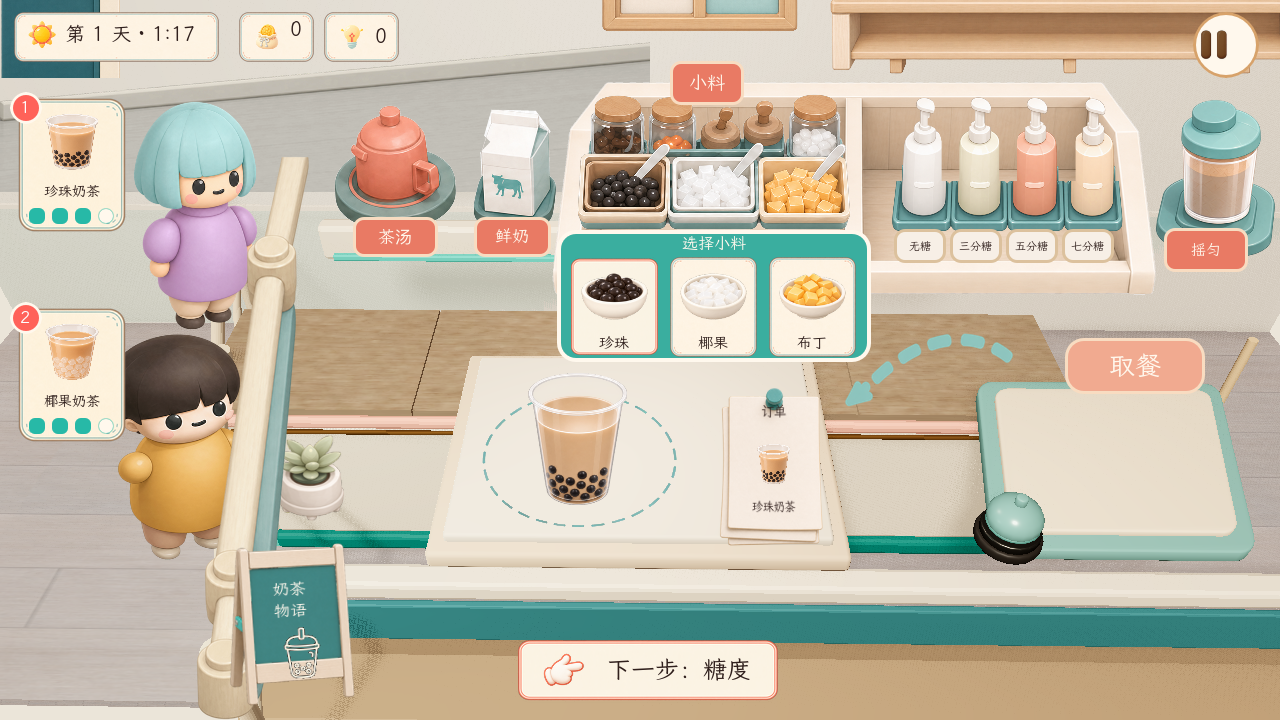 第 1 天·1:17
0
0
1
珍珠奶茶
2
椰果奶茶
茶汤
鲜奶
小料
选择小料
珍珠
椰果
布丁
无糖
三分糖
五分糖
七分糖
摇匀
取餐
订单
珍珠奶茶
奶茶
物语
下一步：糖度